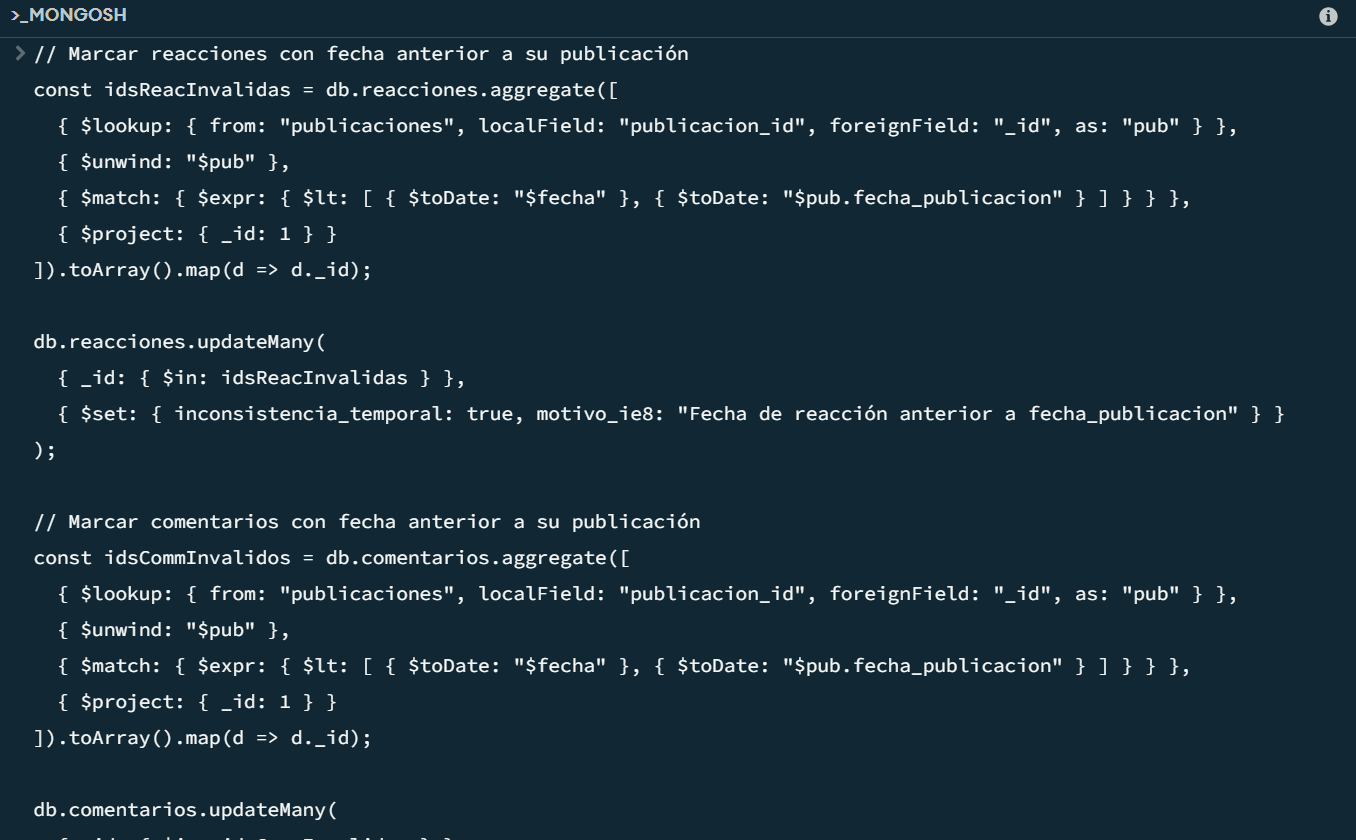 >_MONGOSH
// Marcar reacciones con fecha anterior a su publicación
const idsReacInvalidas = db.reacciones.aggregate([
  { $lookup: { from: "publicaciones", localField: "publicacion_id", foreignField: "_id", as: "pub" } },
  { $unwind: "$pub" },
  { $match: { $expr: { $lt: [ { $toDate: "$fecha" }, { $toDate: "$pub.fecha_publicacion" } ] } } },
  { $project: { _id: 1 } }
]).toArray().map(d => d._id);
db.reacciones.updateMany(
  { _id: { $in: idsReacInvalidas } },
  { $set: { inconsistencia_temporal: true, motivo_ie8: "Fecha de reacción anterior a fecha_publicacion" } }
);
// Marcar comentarios con fecha anterior a su publicación
const idsCommInvalidos = db.comentarios.aggregate([
  { $lookup: { from: "publicaciones", localField: "publicacion_id", foreignField: "_id", as: "pub" } },
  { $unwind: "$pub" },
  { $match: { $expr: { $lt: [ { $toDate: "$fecha" }, { $toDate: "$pub.fecha_publicacion" } ] } } },
  { $project: { _id: 1 } }
]).toArray().map(d => d._id);
db.comentarios.updateMany(